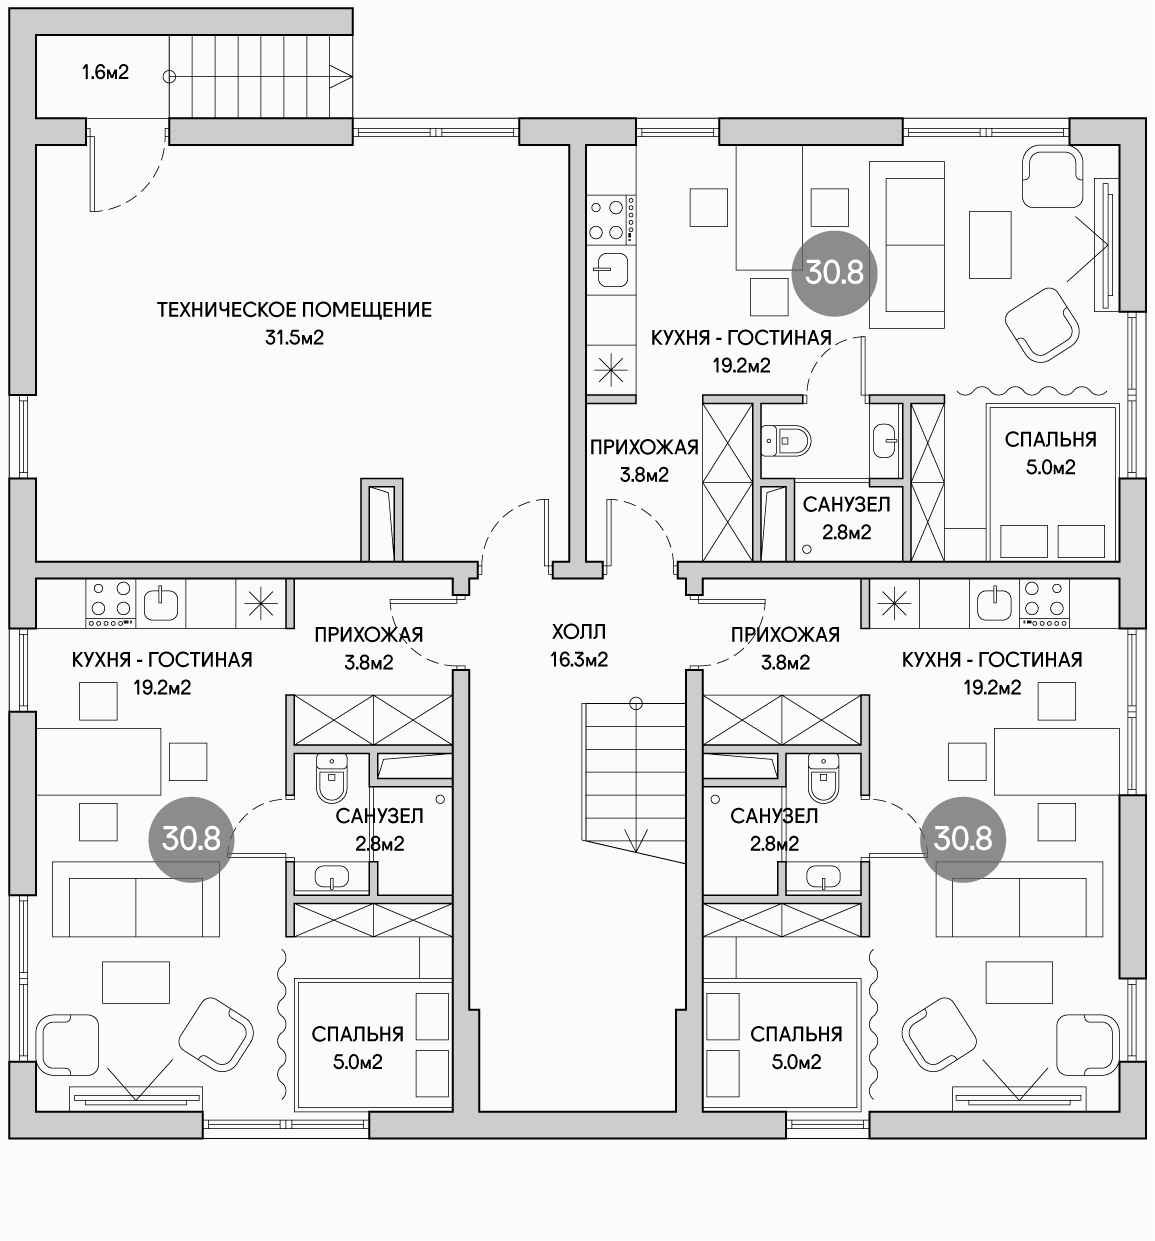 1.6м2
ТЕХНИЧЕСКОЕ ПОМЕЩЕНИЕ
31.5м2
30.8
КУХНЯ - ГОСТИНАЯ
19.2м2
ПРИХОЖАЯ
3.8м2
САНУЗЕЛ
2.8м2
СПАЛЬНЯ
5.0м2
КУХНЯ - ГОСТИНАЯ
19.2м2
ПРИХОЖАЯ
3.8м2
ХОЛЛ
16.3м2
ПРИХОЖАЯ
3.8м2
КУХНЯ - ГОСТИНАЯ
19.2м2
30.8
САНУЗЕЛ
2.8м2
САНУЗЕЛ
2.8м2
30.8
СПАЛЬНЯ
5.0м2
СПАЛЬНЯ
5.0м2